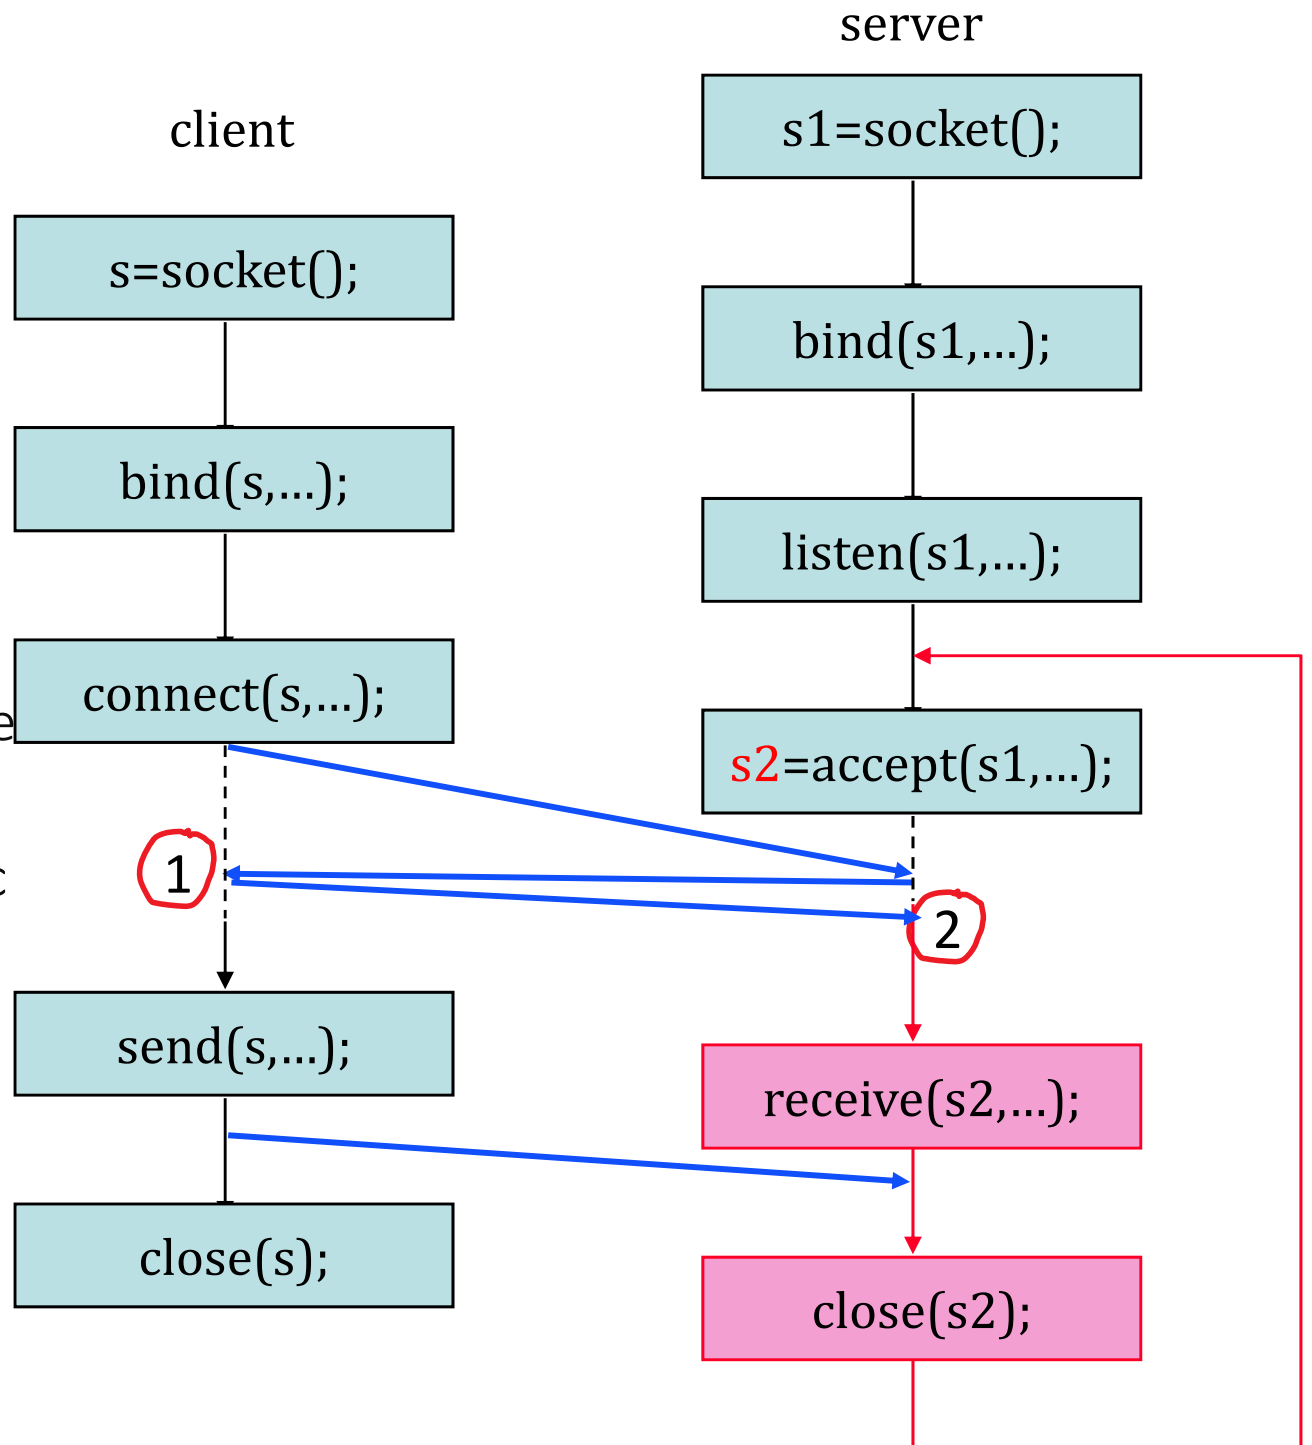 server
client
s1=socket();
s=socket();
bind(s1,...);
bind(s,...);
listen(s1,...);
connect(s,...);
e
s2=accept(s1,...);
1
2
send(s,...);
receive(s2,...);
close(s);
close(s2);